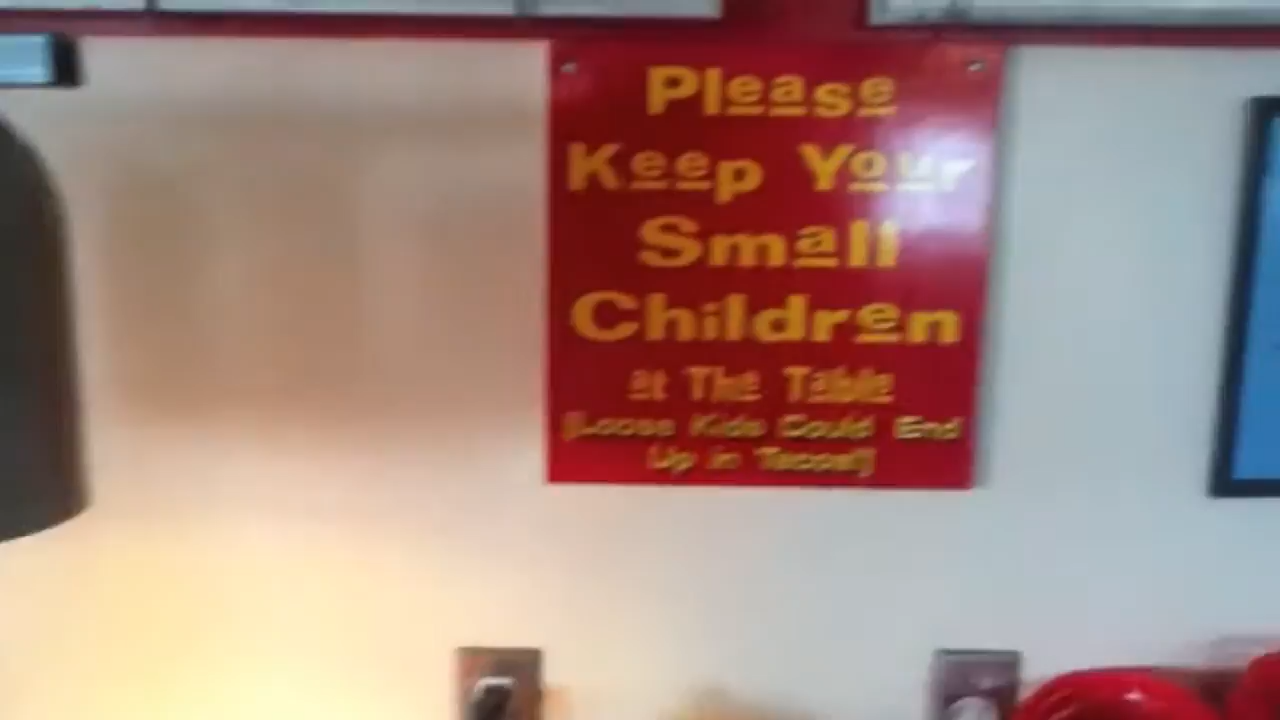 Please
Keep Your
Small
Children
at The Table
(Loose Kids Could End
Up in Tacos!)